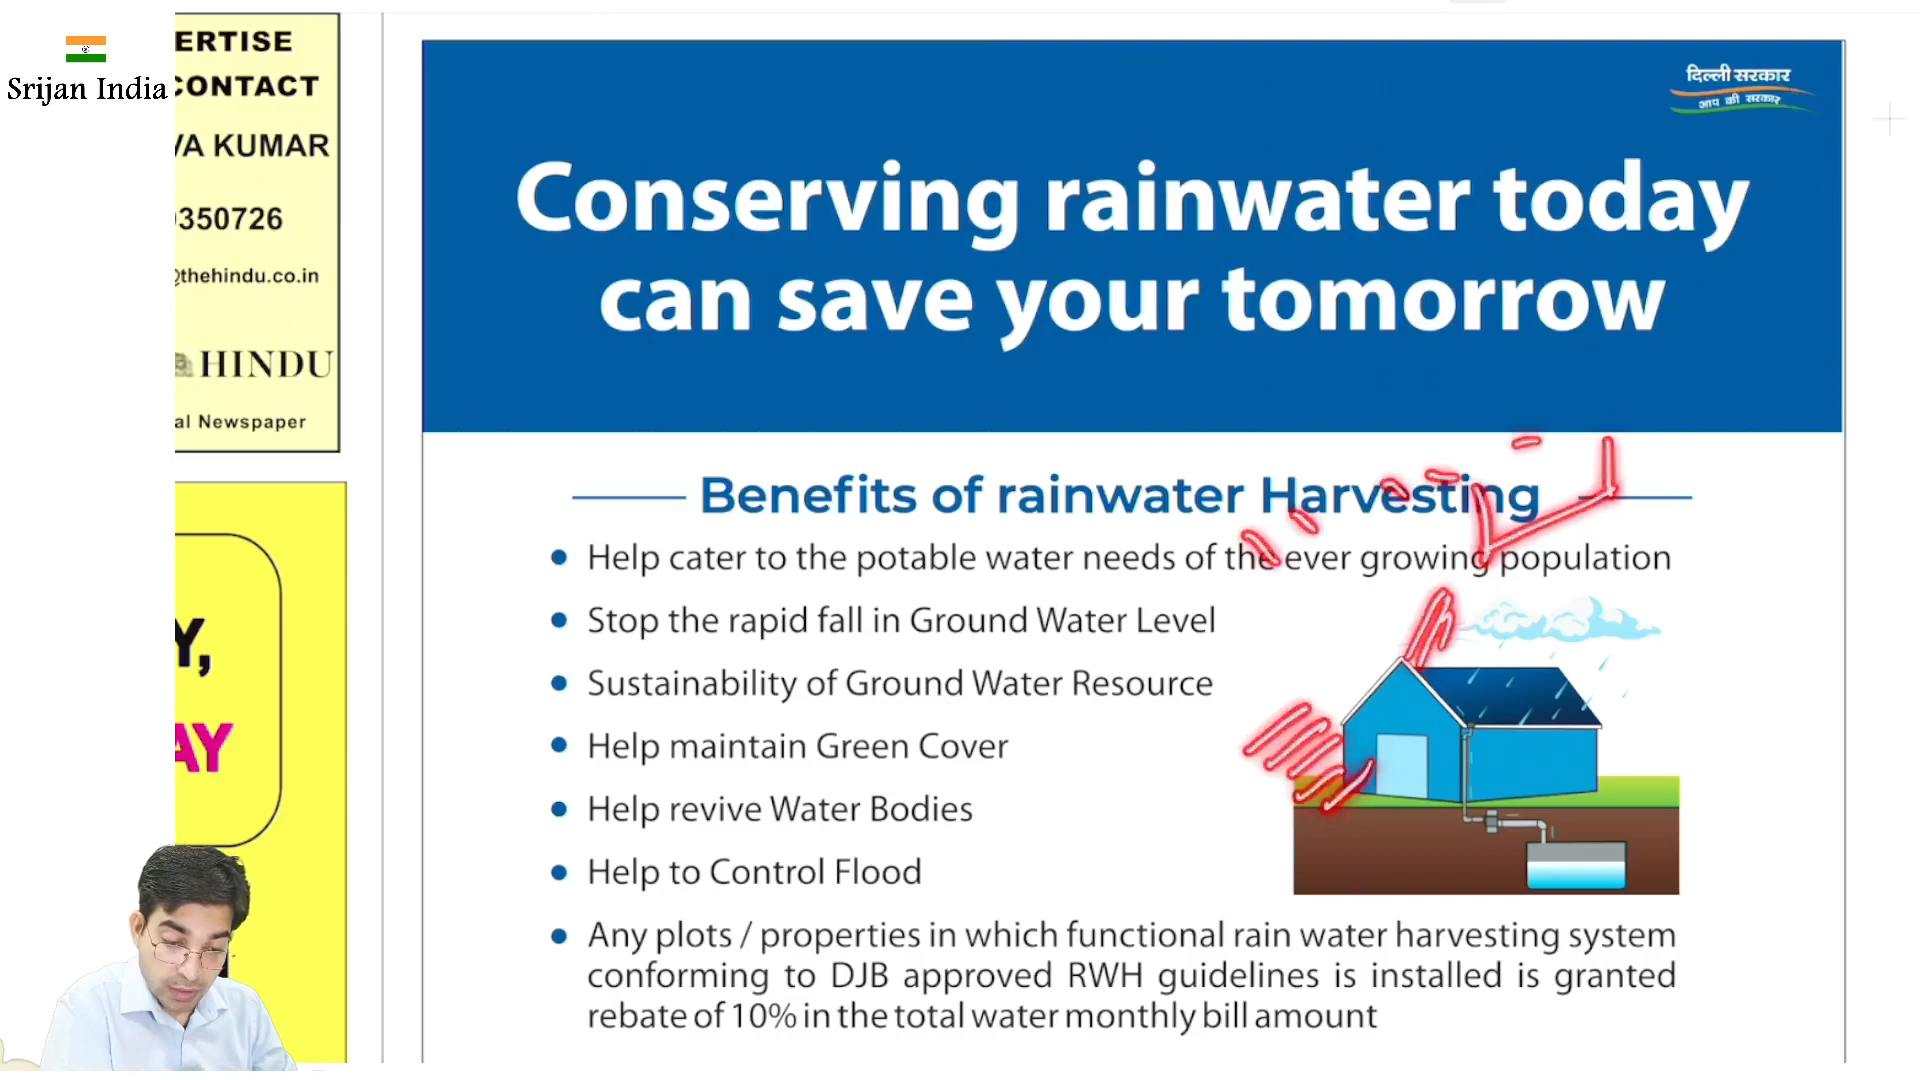 Srijan India
ERTISE
CONTACT
VA KUMAR
350726
@thehindu.co.in
HINDU
al Newspaper
Y,
AY
दिल्ली सरकार
आप की सरकार
Conserving rainwater today
can save your tomorrow
Benefits of rainwater Harvesting
• Help cater to the potable water needs of the ever growing population
• Stop the rapid fall in Ground Water Level
• Sustainability of Ground Water Resource
• Help maintain Green Cover
• Help revive Water Bodies
• Help to Control Flood
• Any plots / properties in which functional rain water harvesting system
conforming to DJB approved RWH guidelines is installed is granted
rebate of 10% in the total water monthly bill amount